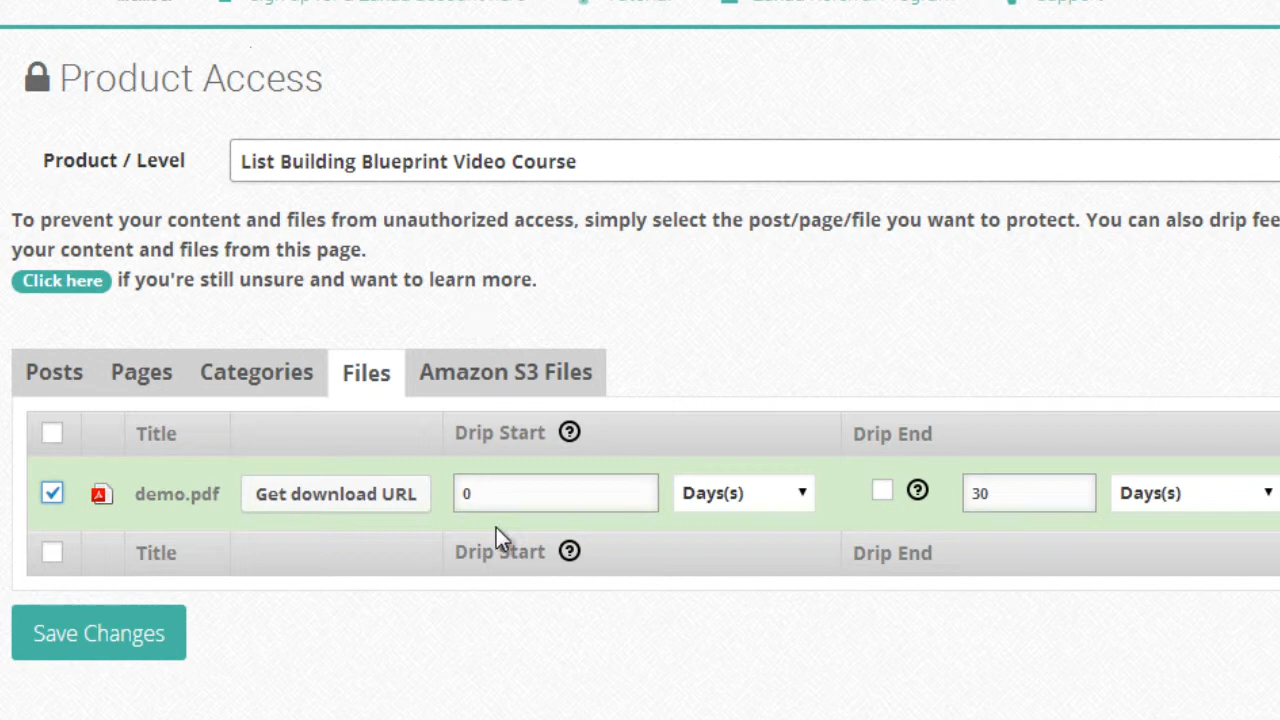 Product Access
Product / Level
List Building Blueprint Video Course
To prevent your content and files from unauthorized access, simply select the post/page/file you want to protect. You can also drip fee
your content and files from this page.
Click here if you're still unsure and want to learn more.
Posts Pages Categories Files Amazon S3 Files
Title Drip Start ? Drip End
demo.pdf Get download URL 0 Days(s) ? 30 Days(s)
Title Drip Start ? Drip End
Save Changes